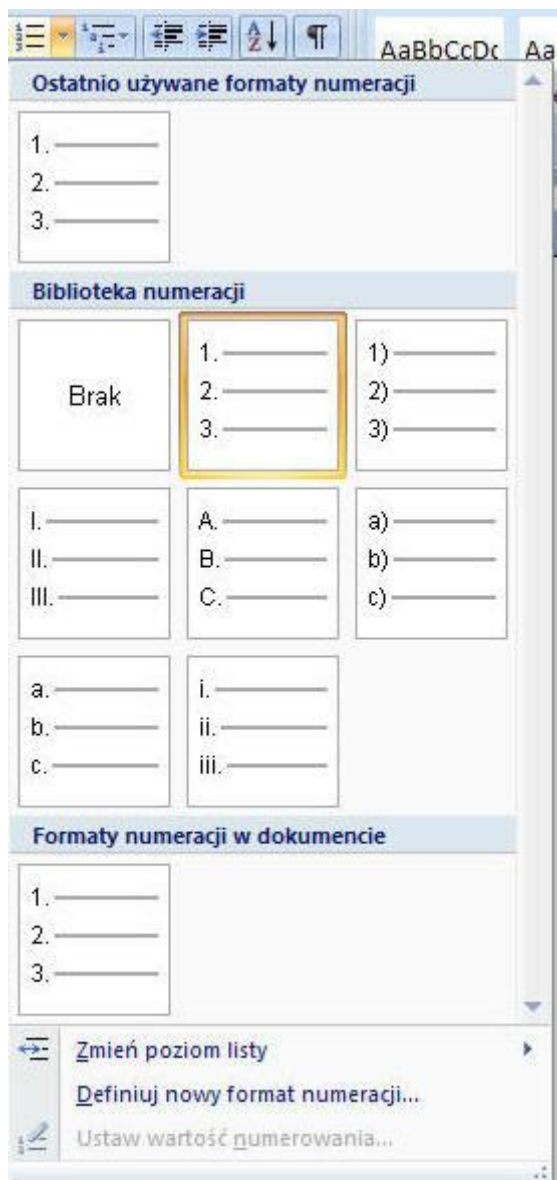 AaBbCcDc Aa
Ostatnio używane formaty numeracji
1.
2.
3.
Biblioteka numeracji
Brak
1.
2.
3.
1)
2)
3)
I.
II.
III.
A.
B.
C.
a)
b)
c)
a.
b.
c.
i.
ii.
iii.
Formaty numeracji w dokumencie
1.
2.
3.
Zmień poziom listy
Definiuj nowy format numeracji...
Ustaw wartość numerowania...